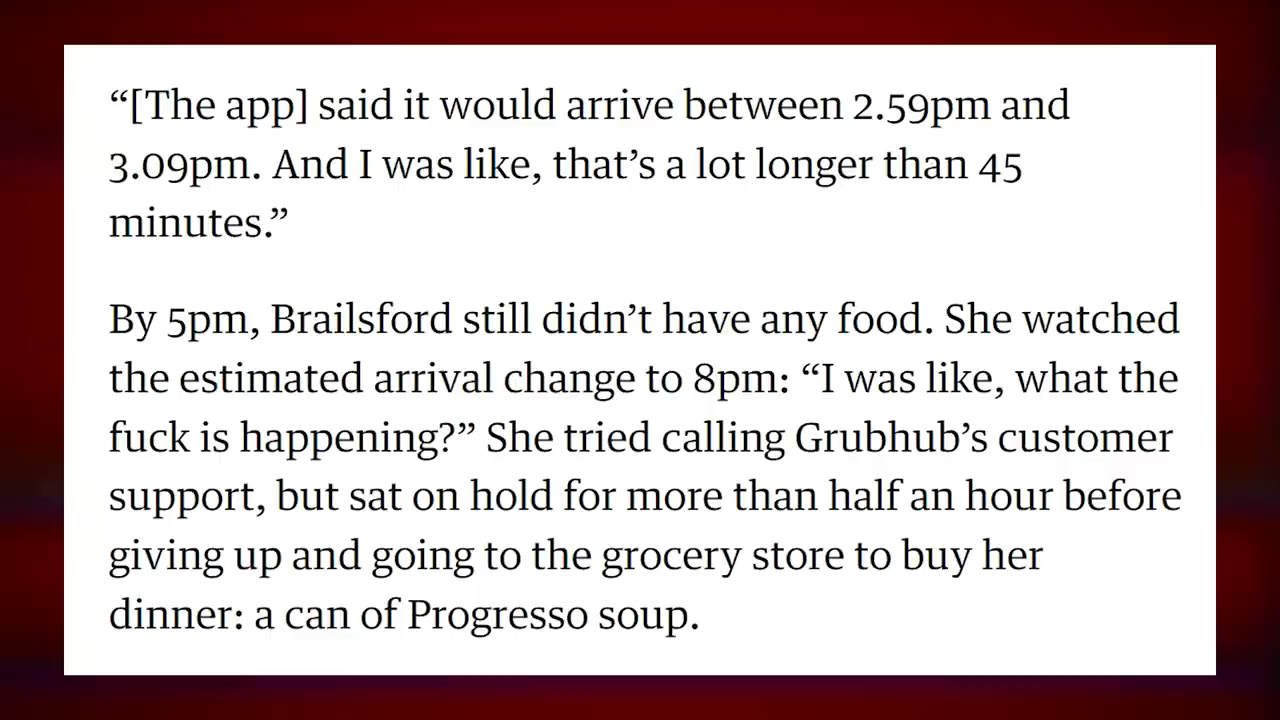 “[The app] said it would arrive between 2.59pm and
3.09pm. And I was like, that’s a lot longer than 45
minutes.”
By 5pm, Brailsford still didn’t have any food. She watched
the estimated arrival change to 8pm: “I was like, what the
fuck is happening?” She tried calling Grubhub’s customer
support, but sat on hold for more than half an hour before
giving up and going to the grocery store to buy her
dinner: a can of Progresso soup.